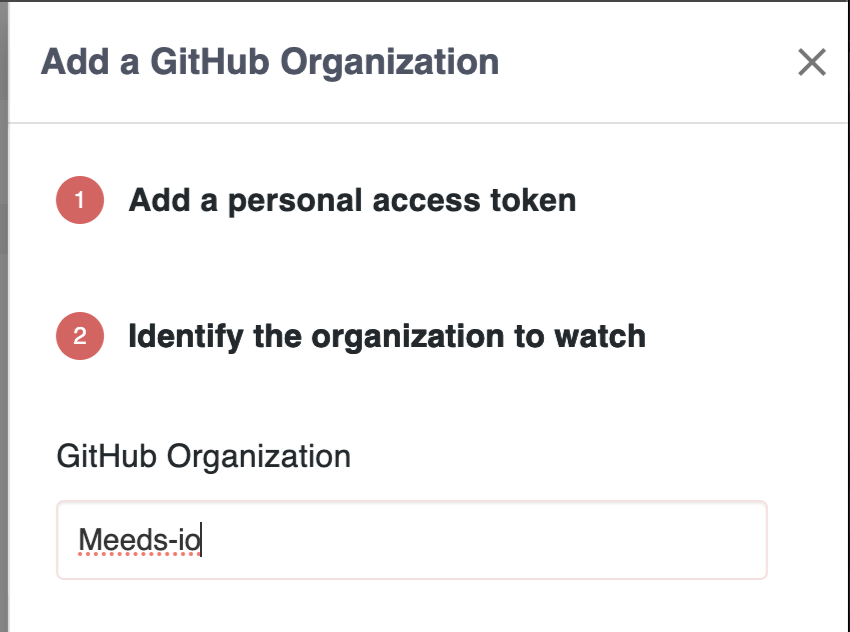 Add a GitHub Organization
1 Add a personal access token
2 Identify the organization to watch
GitHub Organization
Meeds-io